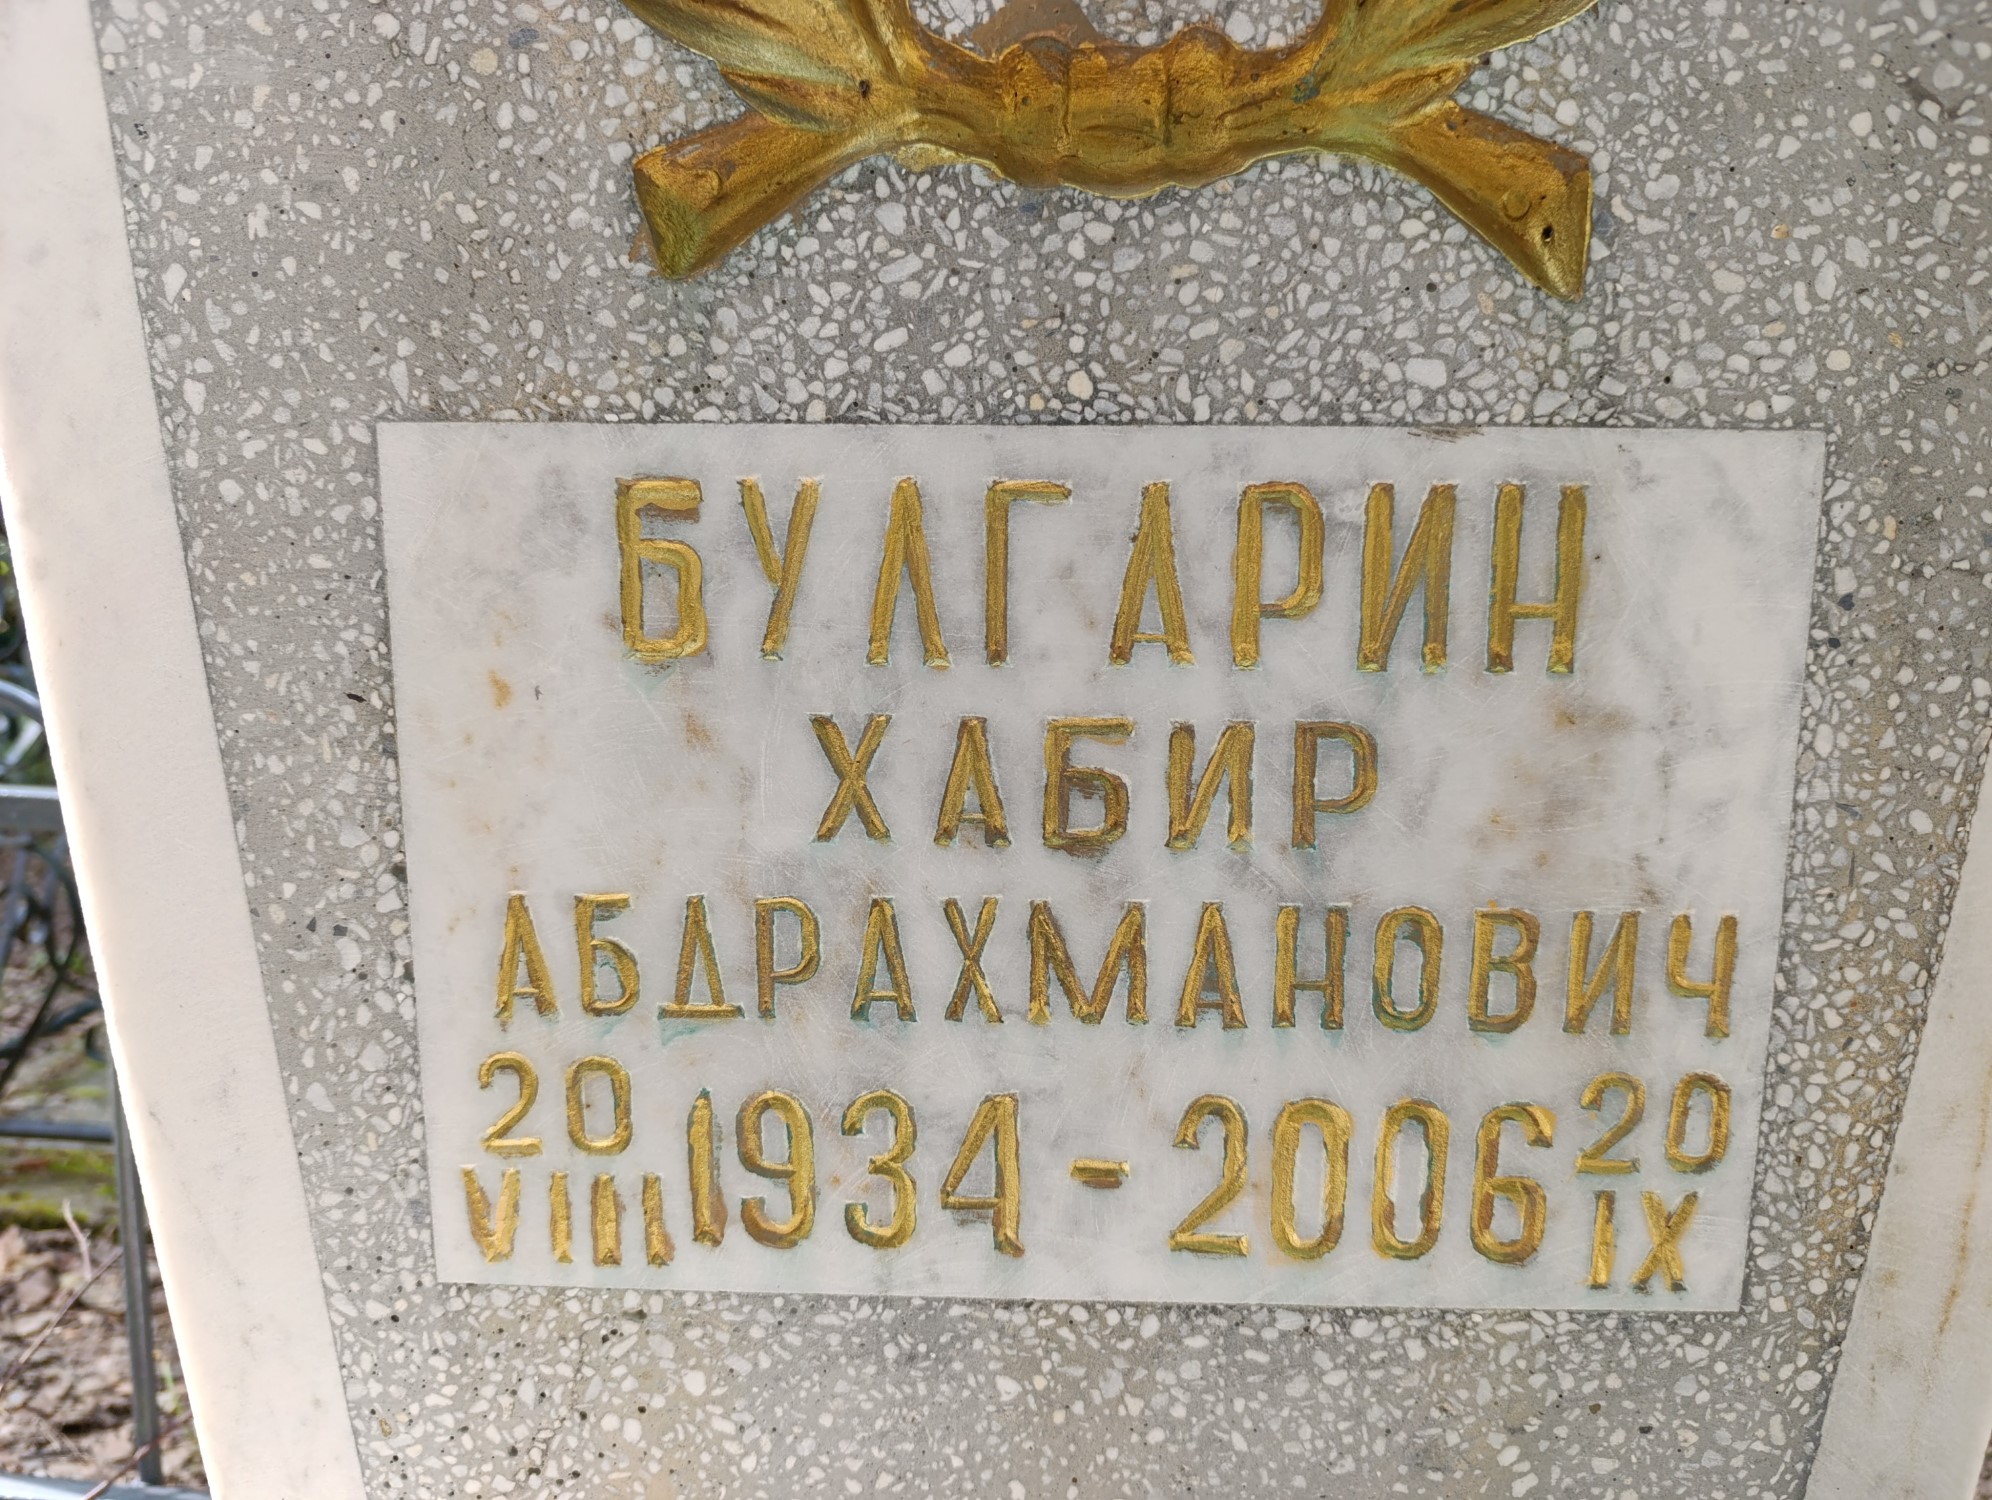 БУЛГАРИН
ХАБИР
АБДРАХМАНОВИЧ
20 VIII 1934 - 2006 20 IX